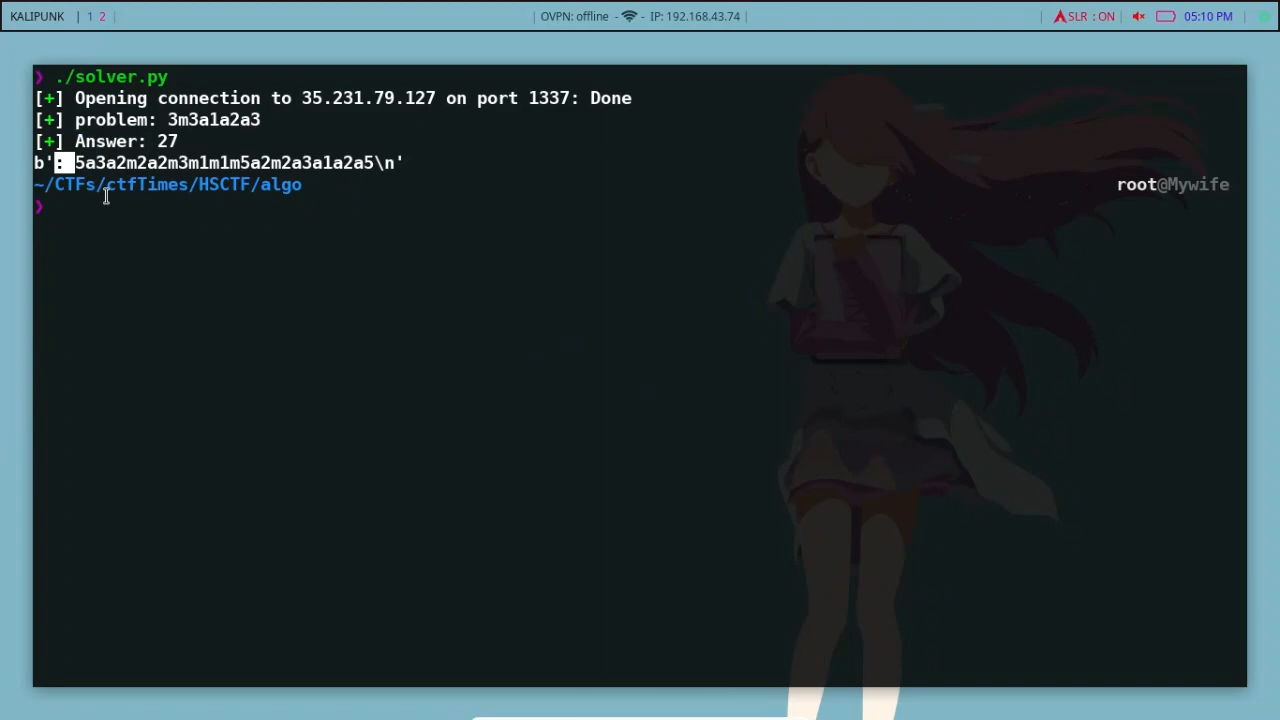 KALIPUNK | 1 2 | | OVPN: offline - - IP: 192.168.43.74 | | SLR : ON | 05:10 PM |
❯ ./solver.py
[+] Opening connection to 35.231.79.127 on port 1337: Done
[+] problem: 3m3a1a2a3
[+] Answer: 27
b': 5a3a2m2a2m3m1m1m5a2m2a3a1a2a5\n'
~/CTFs/ctfTimes/HSCTF/algo root@Mywife
❯